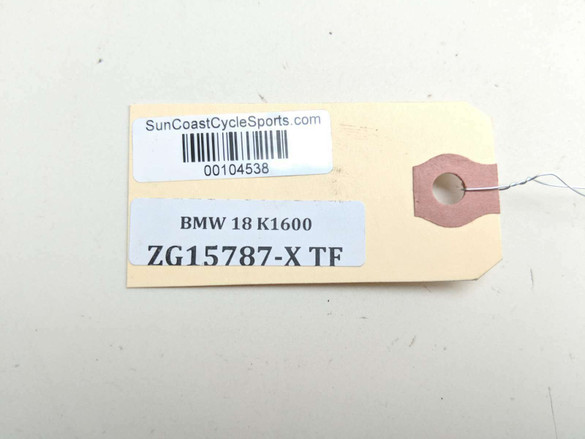 SunCoastCycleSports.com
00104538
BMW 18 K1600
ZG15787-X TF